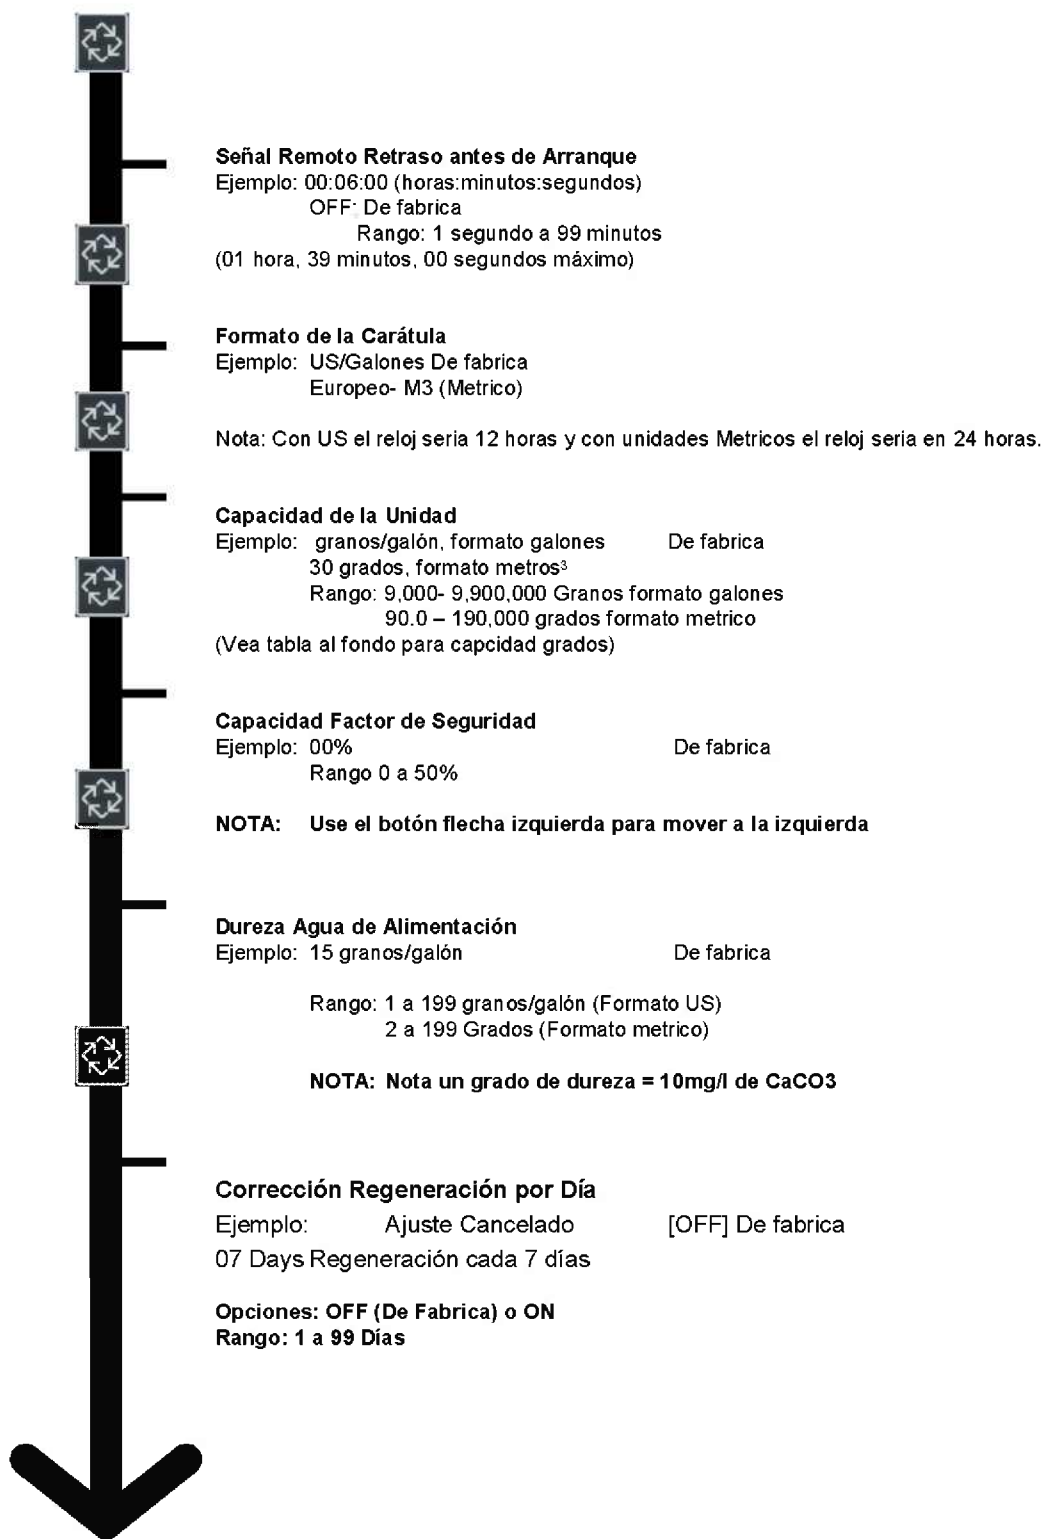 Señal Remoto Retraso antes de Arranque
Ejemplo: 00:06:00 (horas:minutos:segundos)
OFF: De fabrica
Rango: 1 segundo a 99 minutos
(01 hora, 39 minutos, 00 segundos máximo)
Formato de la Carátula
Ejemplo: US/Galones De fabrica
Europeo- M3 (Metrico)
Nota: Con US el reloj seria 12 horas y con unidades Metricos el reloj seria en 24 horas.
Capacidad de la Unidad
Ejemplo: granos/galón, formato galones De fabrica
30 grados, formato metros³
Rango: 9,000- 9,900,000 Granos formato galones
90.0 – 190,000 grados formato metrico
(Vea tabla al fondo para capcidad grados)
Capacidad Factor de Seguridad
Ejemplo: 00% De fabrica
Rango 0 a 50%
NOTA: Use el botón flecha izquierda para mover a la izquierda
Dureza Agua de Alimentación
Ejemplo: 15 granos/galón De fabrica
Rango: 1 a 199 granos/galón (Formato US)
2 a 199 Grados (Formato metrico)
NOTA: Nota un grado de dureza = 10mg/l de CaCO3
Corrección Regeneración por Día
Ejemplo: Ajuste Cancelado [OFF] De fabrica
07 Days Regeneración cada 7 días
Opciones: OFF (De Fabrica) o ON
Rango: 1 a 99 Días